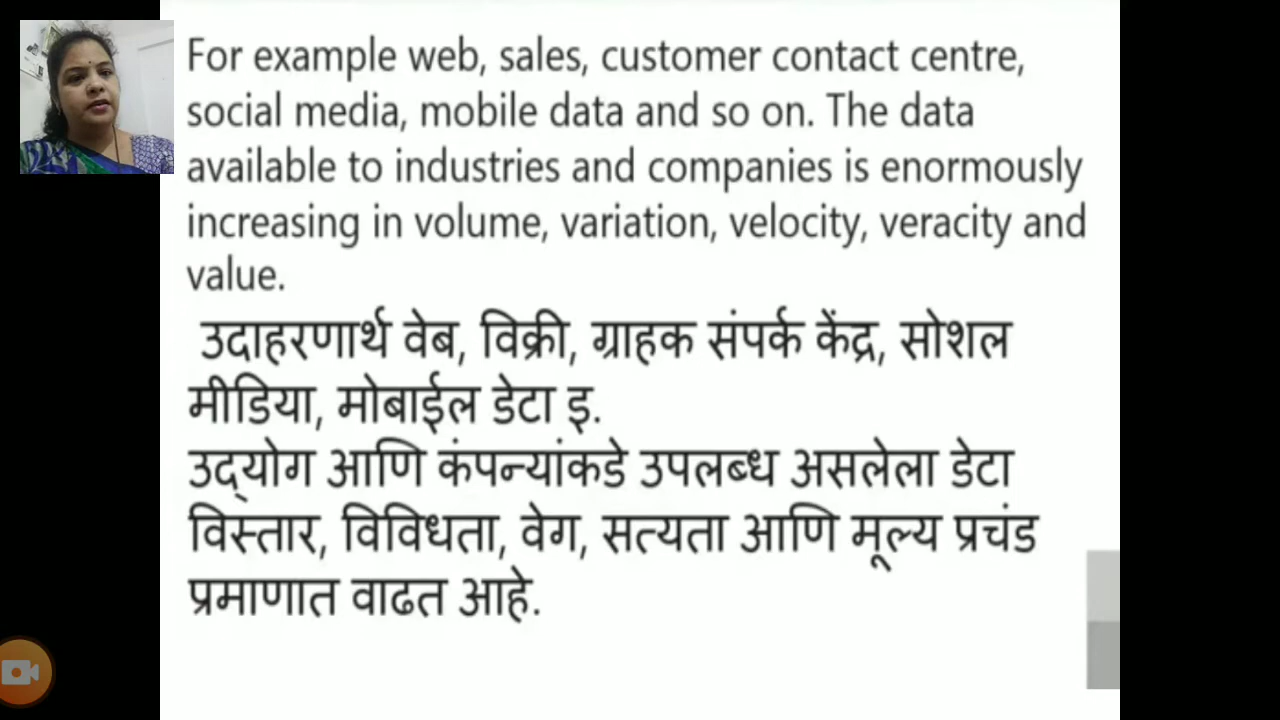 For example web, sales, customer contact centre,
social media, mobile data and so on. The data
available to industries and companies is enormously
increasing in volume, variation, velocity, veracity and
value.
उदाहरणार्थ वेब, विक्री, ग्राहक संपर्क केंद्र, सोशल
मीडिया, मोबाईल डेटा इ.
उद्‌योग आणि कंपन्यांकडे उपलब्ध असलेला डेटा
विस्तार, विविधता, वेग, सत्यता आणि मूल्य प्रचंड
प्रमाणात वाढत आहे.